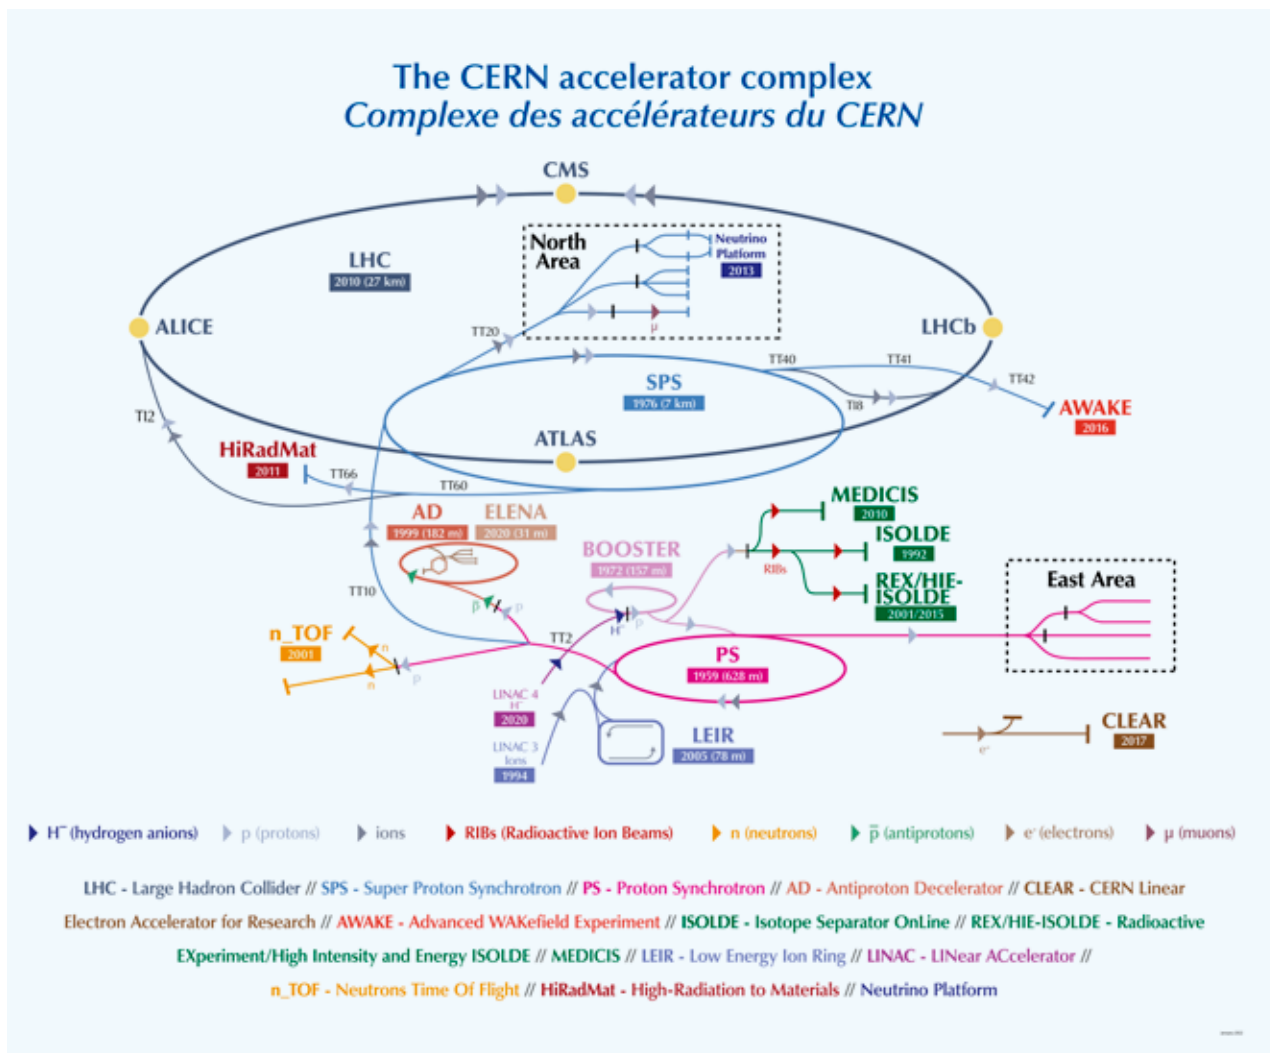 The CERN accelerator complex
Complexe des accélérateurs du CERN
CMS
North
Area
Neutrino
Platform
2013
LHC
2010 (27 km)
μ
ALICE
LHCb
TT20
TT40
TT41
TT42
SPS
1976 (7 km)
TI8
AWAKE
2016
TI2
HiRadMat
2011
ATLAS
TT66
TT60
MEDICIS
2010
AD
1999 (182 m)
ELENA
2020 (31 m)
ISOLDE
1992
BOOSTER
1972 (157 m)
RIBs
REX/HIE-
ISOLDE
2001/2015
East Area
TT10
p̅
p
H⁻
p
n_TOF
2001
n
n
p
TT2
PS
1959 (628 m)
LINAC 4
H⁻
2020
LINAC 3
Ions
1994
LEIR
2005 (78 m)
CLEAR
2017
e⁻
H⁻ (hydrogen anions)
p (protons)
ions
RIBs (Radioactive Ion Beams)
n (neutrons)
p̅ (antiprotons)
e⁻ (electrons)
μ (muons)
LHC - Large Hadron Collider // SPS - Super Proton Synchrotron // PS - Proton Synchrotron // AD - Antiproton Decelerator // CLEAR - CERN Linear
Electron Accelerator for Research // AWAKE - Advanced WAKefield Experiment // ISOLDE - Isotope Separator OnLine // REX/HIE-ISOLDE - Radioactive
EXperiment/High Intensity and Energy ISOLDE // MEDICIS // LEIR - Low Energy Ion Ring // LINAC - LINear ACcelerator //
n_TOF - Neutrons Time Of Flight // HiRadMat - High-Radiation to Materials // Neutrino Platform